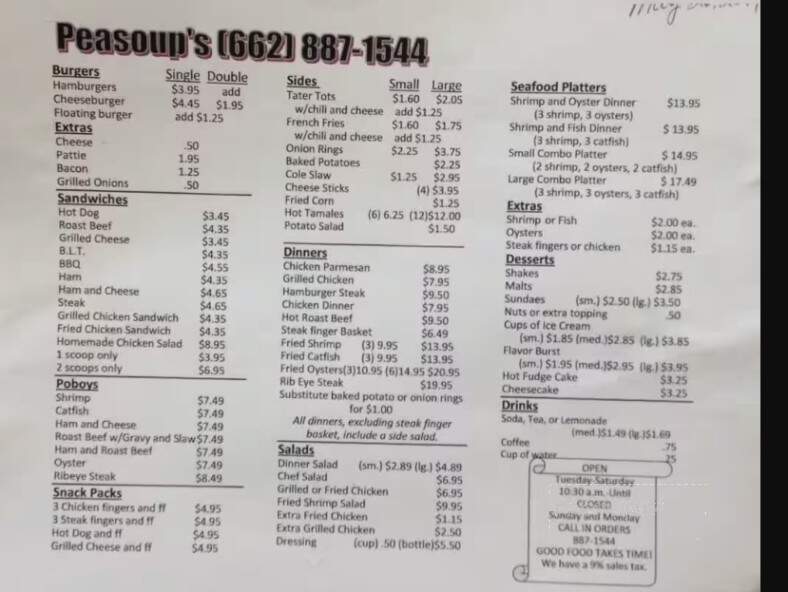 Peasoup's (662) 887-1544
Burgers Single Double
Hamburgers $3.95 add
Cheeseburger $4.45 $1.95
Floating burger add $1.25
Extras
Cheese .50
Pattie 1.95
Bacon 1.25
Grilled Onions .50
Sandwiches
Hot Dog $3.45
Roast Beef $4.35
Grilled Cheese $3.45
B.L.T. $4.35
BBQ $4.55
Ham $4.35
Ham and Cheese $4.65
Steak $4.65
Grilled Chicken Sandwich $4.35
Fried Chicken Sandwich $4.35
Homemade Chicken Salad $8.95
1 scoop only $3.95
2 scoops only $6.95
Poboys
Shrimp $7.49
Catfish $7.49
Ham and Cheese $7.49
Roast Beef w/Gravy and Slaw $7.49
Ham and Roast Beef $7.49
Oyster $7.49
Ribeye Steak $8.49
Snack Packs
3 Chicken fingers and ff $4.95
3 Steak fingers and ff $4.95
Hot Dog and ff $4.95
Grilled Cheese and ff $4.95
Sides Small Large
Tater Tots $1.60 $2.05
w/chili and cheese add $1.25
French Fries $1.60 $1.75
w/chili and cheese add $1.25
Onion Rings $2.25 $3.75
Baked Potatoes $2.25
Cole Slaw $1.25 $2.95
Cheese Sticks (4) $3.95
Fried Corn $1.25
Hot Tamales (6) 6.25 (12)$12.00
Potato Salad $1.50
Dinners
Chicken Parmesan $8.95
Grilled Chicken $7.95
Hamburger Steak $9.50
Chicken Dinner $7.95
Hot Roast Beef $9.50
Steak finger Basket $6.49
Fried Shrimp (3) 9.95 $13.95
Fried Catfish (3) 9.95 $13.95
Fried Oysters(3)10.95 (6)14.95 $20.95
Rib Eye Steak $19.95
Substitute baked potato or onion rings
for $1.00
All dinners, excluding steak finger
basket, include a side salad.
Salads
Dinner Salad (sm.) $2.89 (lg.) $4.89
Chef Salad $6.95
Grilled or Fried Chicken $6.95
Fried Shrimp Salad $9.95
Extra Fried Chicken $1.15
Extra Grilled Chicken $2.50
Dressing (cup) .50 (bottle)$5.50
Seafood Platters
Shrimp and Oyster Dinner $13.95
(3 shrimp, 3 oysters)
Shrimp and Fish Dinner $ 13.95
(3 shrimp, 3 catfish)
Small Combo Platter $ 14.95
(2 shrimp, 2 oysters, 2 catfish)
Large Combo Platter $ 17.49
(3 shrimp, 3 oysters, 3 catfish)
Extras
Shrimp or Fish $2.00 ea.
Oysters $2.00 ea.
Steak fingers or chicken $1.15 ea.
Desserts
Shakes $2.75
Malts $2.85
Sundaes (sm.) $2.50 (lg.) $3.50
Nuts or extra topping .50
Cups of Ice Cream
(sm.) $1.85 (med.)$2.85 (lg.) $3.85
Flavor Burst
(sm.) $1.95 (med.)$2.95 (lg.) $3.95
Hot Fudge Cake $3.25
Cheesecake $3.25
Drinks
Soda, Tea, or Lemonade
(med.)$1.49 (lg.)$1.69
Coffee .75
Cup of water .25
OPEN
Tuesday-Saturday
10:30 a.m.-Until
CLOSED
Sunday and Monday
CALL IN ORDERS
887-1544
GOOD FOOD TAKES TIME!
We have a 9% sales tax.